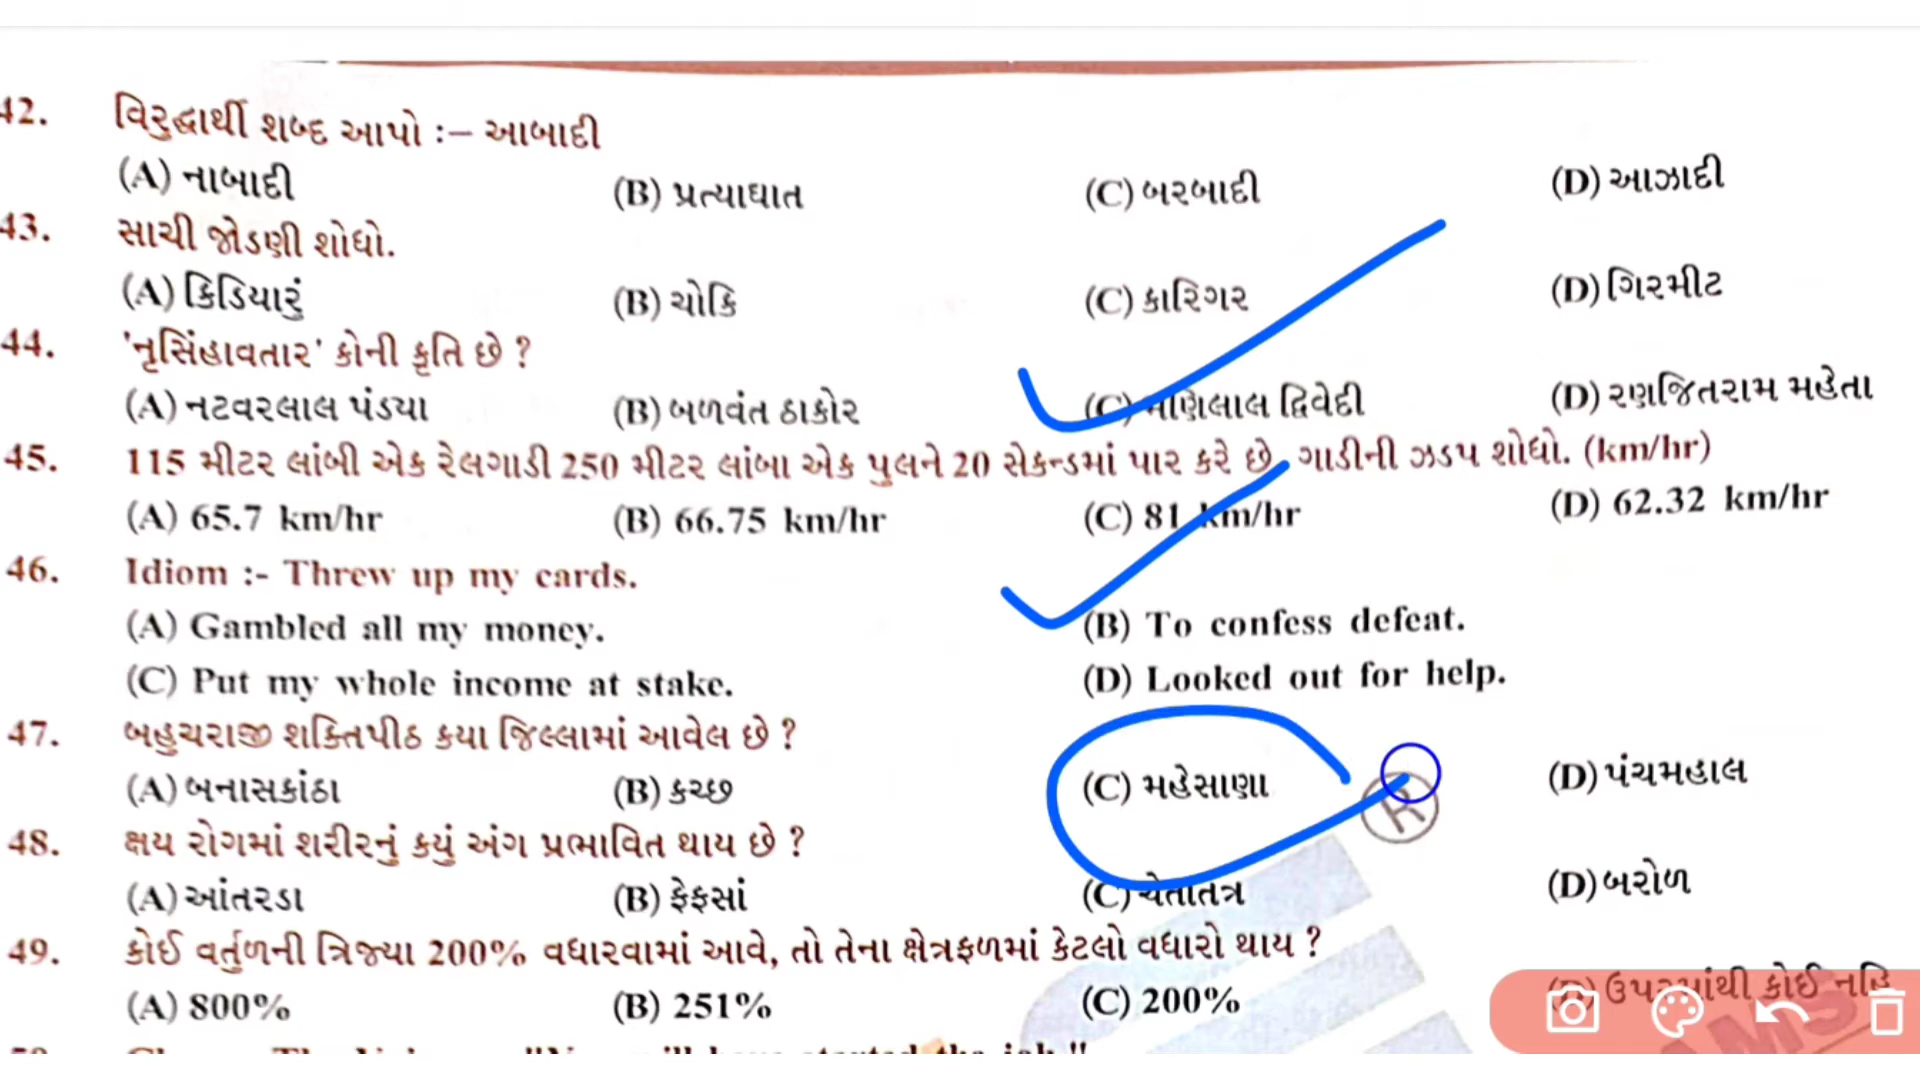 42. વિરુદ્ધાર્થી શબ્દ આપો :– આબાદી
(A) નાબાદી (B) પ્રત્યાઘાત (C) બરબાદી (D) આઝાદી
43. સાચી જોડણી શોધો.
(A) કિડિયારું (B) ચોકિ (C) કારિગર (D) ગિરમીટ
44. 'નૃસિંહાવતાર' કોની કૃતિ છે ?
(A) નટવરલાલ પંડયા (B) બળવંત ઠાકોર (C) મણિલાલ દ્વિવેદી (D) રણજિતરામ મહેતા
45. 115 મીટર લાંબી એક રેલગાડી 250 મીટર લાંબા એક પુલને 20 સેકન્ડમાં પાર કરે છે, ગાડીની ઝડપ શોધો. (km/hr)
(A) 65.7 km/hr (B) 66.75 km/hr (C) 81 km/hr (D) 62.32 km/hr
46. Idiom :- Threw up my cards.
(A) Gambled all my money. (B) To confess defeat.
(C) Put my whole income at stake. (D) Looked out for help.
47. બહુચરાજી શક્તિપીઠ કયા જિલ્લામાં આવેલ છે ?
(A) બનાસકાંઠા (B) કચ્છ (C) મહેસાણા (D) પંચમહાલ
R
48. ક્ષય રોગમાં શરીરનું કયું અંગ પ્રભાવિત થાય છે ?
(A) આંતરડા (B) ફેફસાં (C) ચેતાતંત્ર (D) બરોળ
49. કોઈ વર્તુળની ત્રિજ્યા 200% વધારવામાં આવે, તો તેના ક્ષેત્રફળમાં કેટલો વધારો થાય ?
(A) 800% (B) 251% (C) 200% (D) ઉપરમાંથી કોઈ નહિ